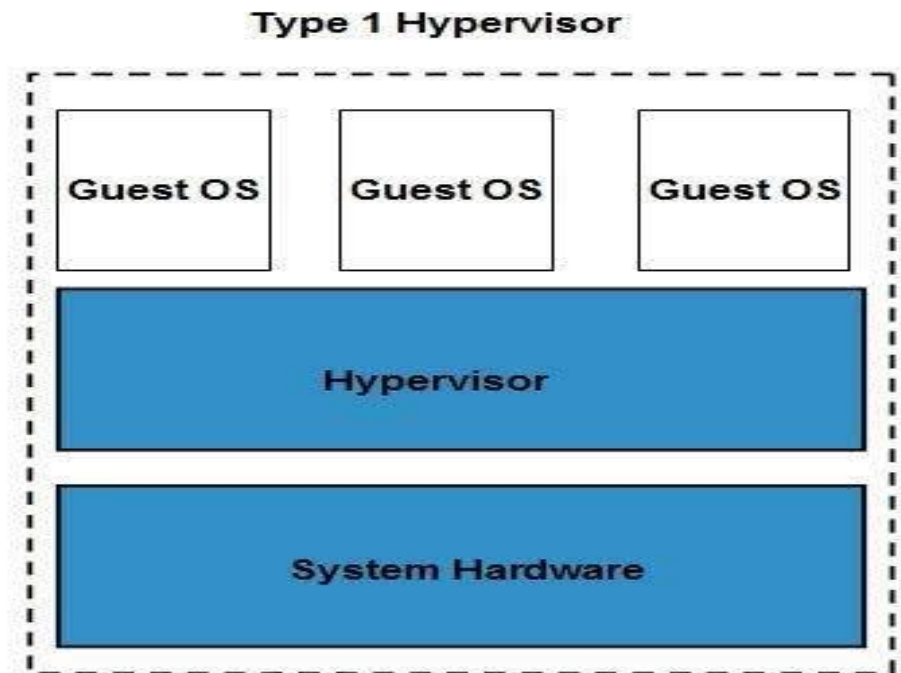 Type 1 Hypervisor
Guest OS Guest OS Guest OS
Hypervisor
System Hardware